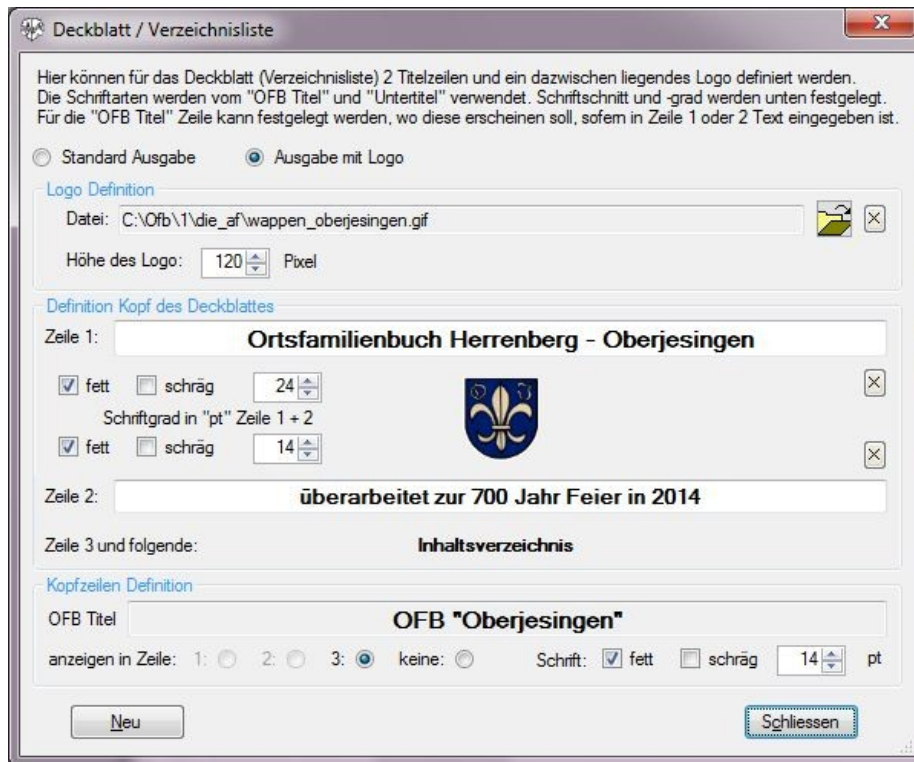 Deckblatt / Verzeichnisliste
Hier können für das Deckblatt (Verzeichnisliste) 2 Titelzeilen und ein dazwischen liegendes Logo definiert werden.
Die Schriftarten werden vom "OFB Titel" und "Untertitel" verwendet. Schriftschnitt und -grad werden unten festgelegt.
Für die "OFB Titel" Zeile kann festgelegt werden, wo diese erscheinen soll, sofern in Zeile 1 oder 2 Text eingegeben ist.
Standard Ausgabe Ausgabe mit Logo
Logo Definition
Datei: C:\Ofb\1\die_af\wappen_oberjesingen.gif
Höhe des Logo: 120 Pixel
Definition Kopf des Deckblattes
Zeile 1: Ortsfamilienbuch Herrenberg - Oberjesingen
fett schräg 24
Schriftgrad in "pt" Zeile 1 + 2
fett schräg 14
Zeile 2: überarbeitet zur 700 Jahr Feier in 2014
Zeile 3 und folgende: Inhaltsverzeichnis
Kopfzeilen Definition
OFB Titel OFB "Oberjesingen"
anzeigen in Zeile: 1: 2: 3: keine: Schrift: fett schräg 14 pt
Neu Schliessen